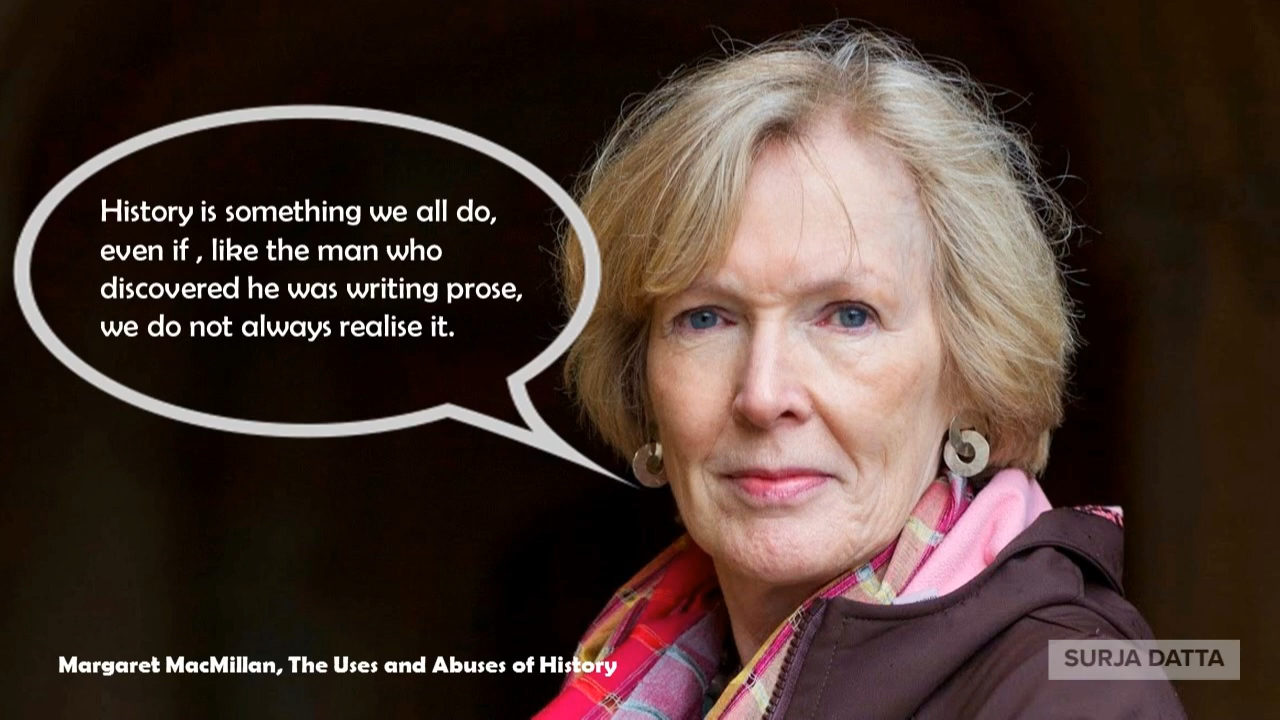 History is something we all do,
even if , like the man who
discovered he was writing prose,
we do not always realise it.
Margaret MacMillan, The Uses and Abuses of History
SURJA DATTA